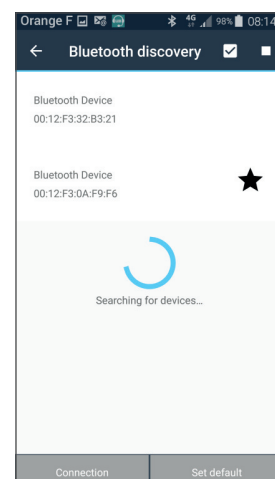 Orange F 4G 98% 08:14
Bluetooth discovery
Bluetooth Device
00:12:F3:32:B3:21
Bluetooth Device
00:12:F3:0A:F9:F6
Searching for devices...
Connection Set default